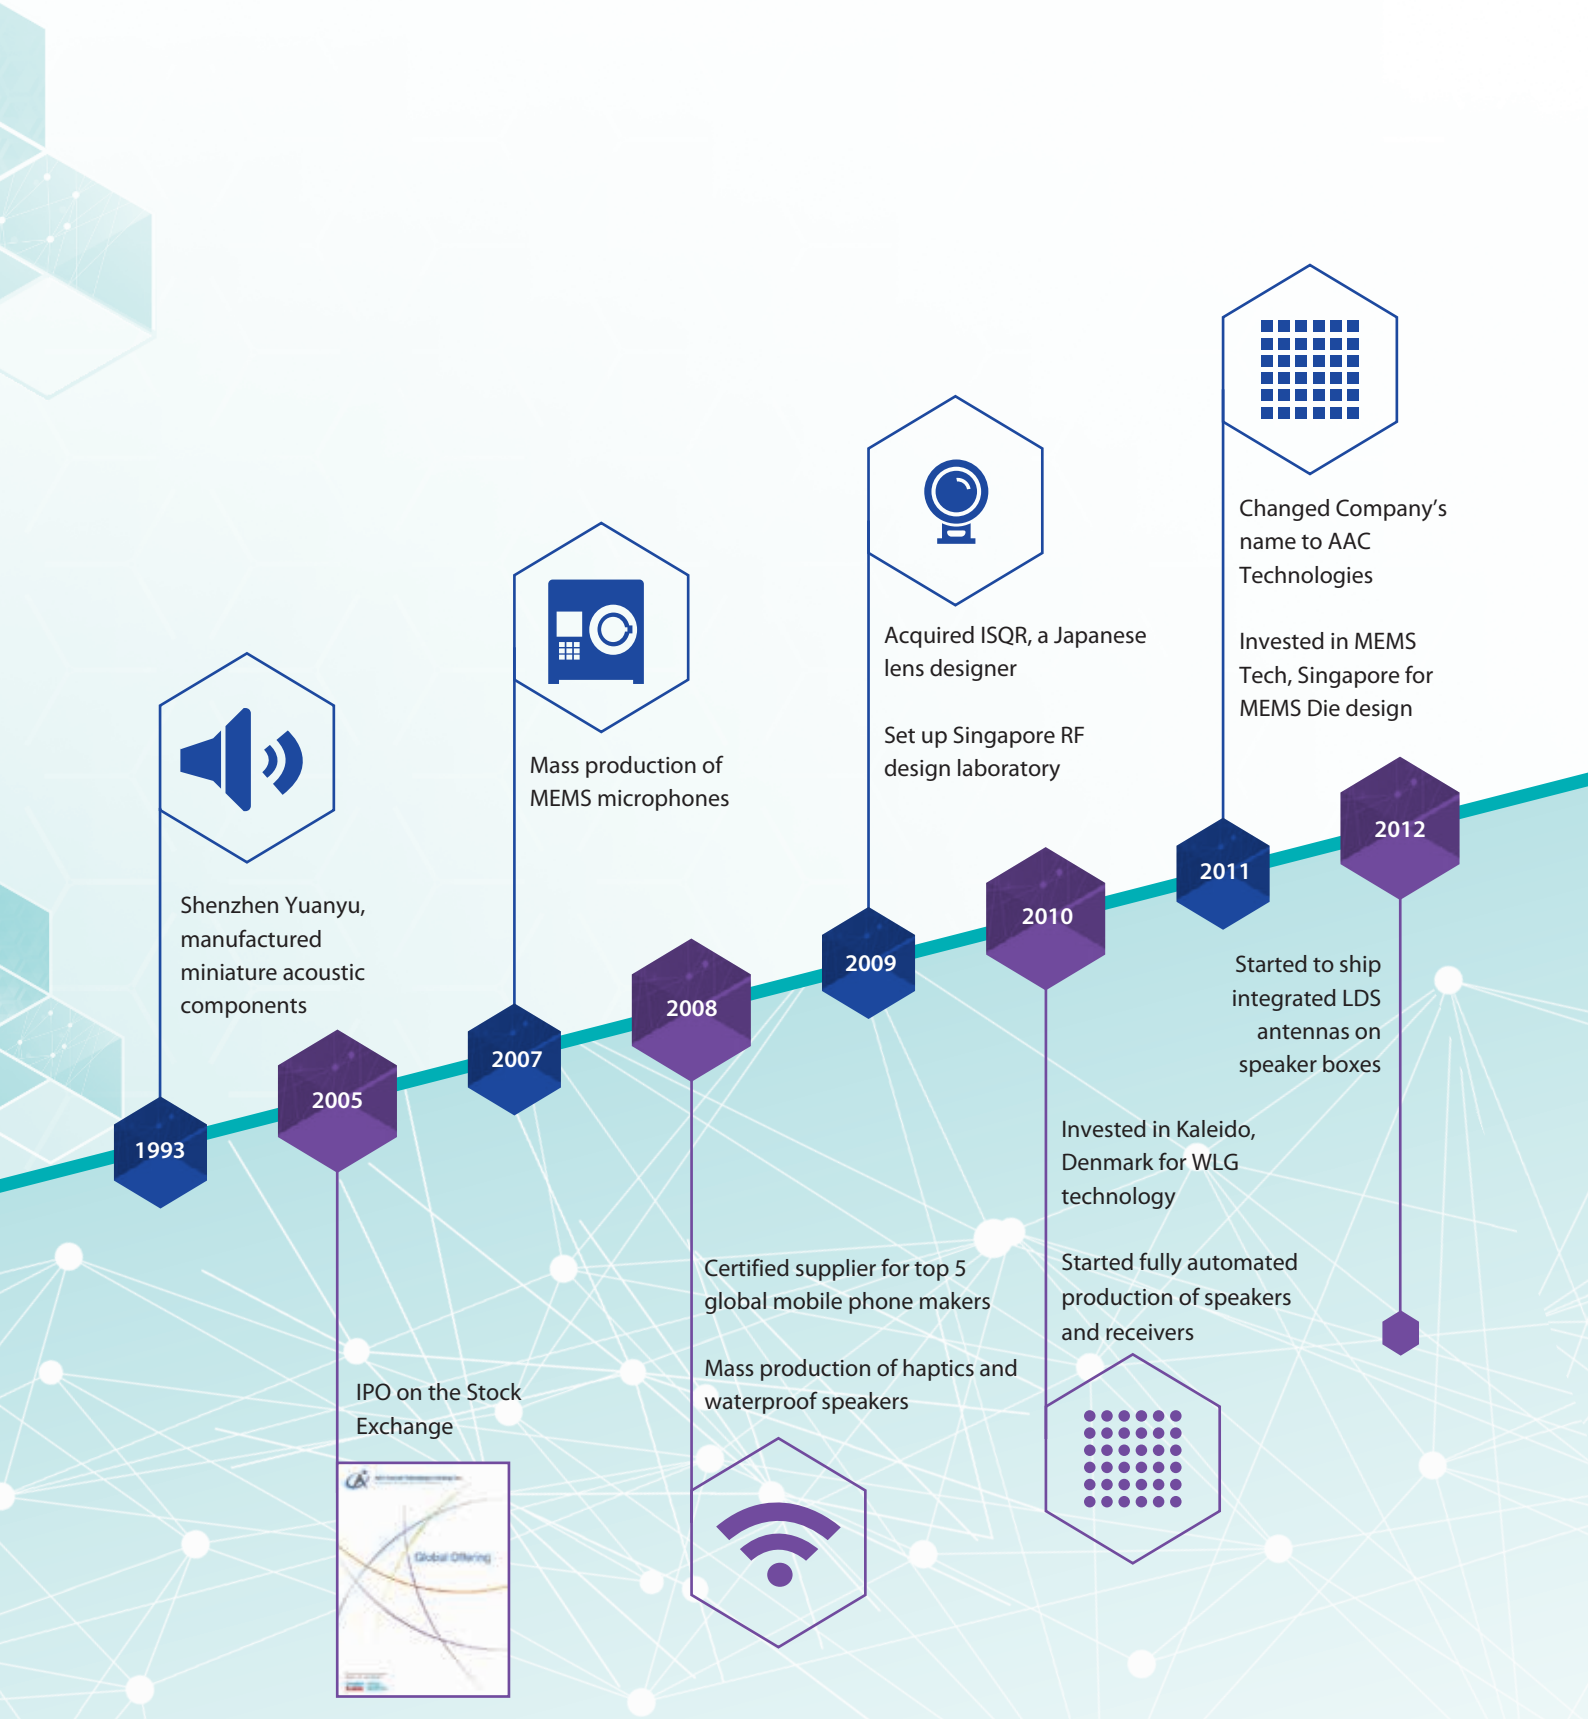 Changed Company’s
name to AAC
Technologies
Invested in MEMS
Tech, Singapore for
MEMS Die design
Acquired ISQR, a Japanese
lens designer
Set up Singapore RF
design laboratory
Mass production of
MEMS microphones
Shenzhen Yuanyu,
manufactured
miniature acoustic
components
1993
2005
2007
2008
2009
2010
2011
2012
Started to ship
integrated LDS
antennas on
speaker boxes
Invested in Kaleido,
Denmark for WLG
technology
Started fully automated
production of speakers
and receivers
Certified supplier for top 5
global mobile phone makers
Mass production of haptics and
waterproof speakers
IPO on the Stock
Exchange
Global Offering